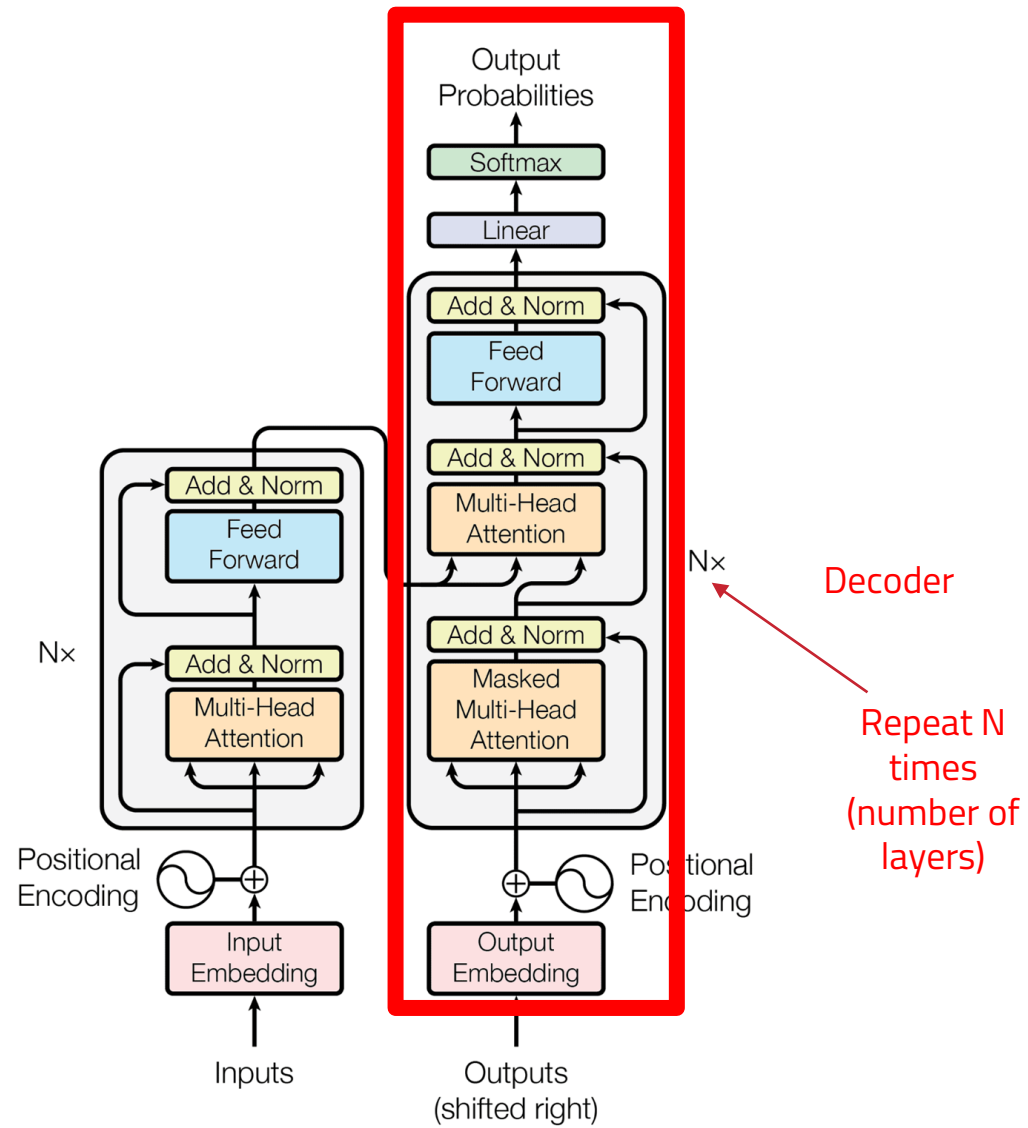 Output
Probabilities
Softmax
Linear
Add & Norm
Feed
Forward
Add & Norm
Multi-Head
Attention
Add & Norm
Masked
Multi-Head
Attention
Nx
Positional
Encoding
Output
Embedding
Outputs
(shifted right)
Add & Norm
Feed
Forward
Add & Norm
Multi-Head
Attention
Nx
Positional
Encoding
Input
Embedding
Inputs
Decoder
Repeat N
times
(number of
layers)